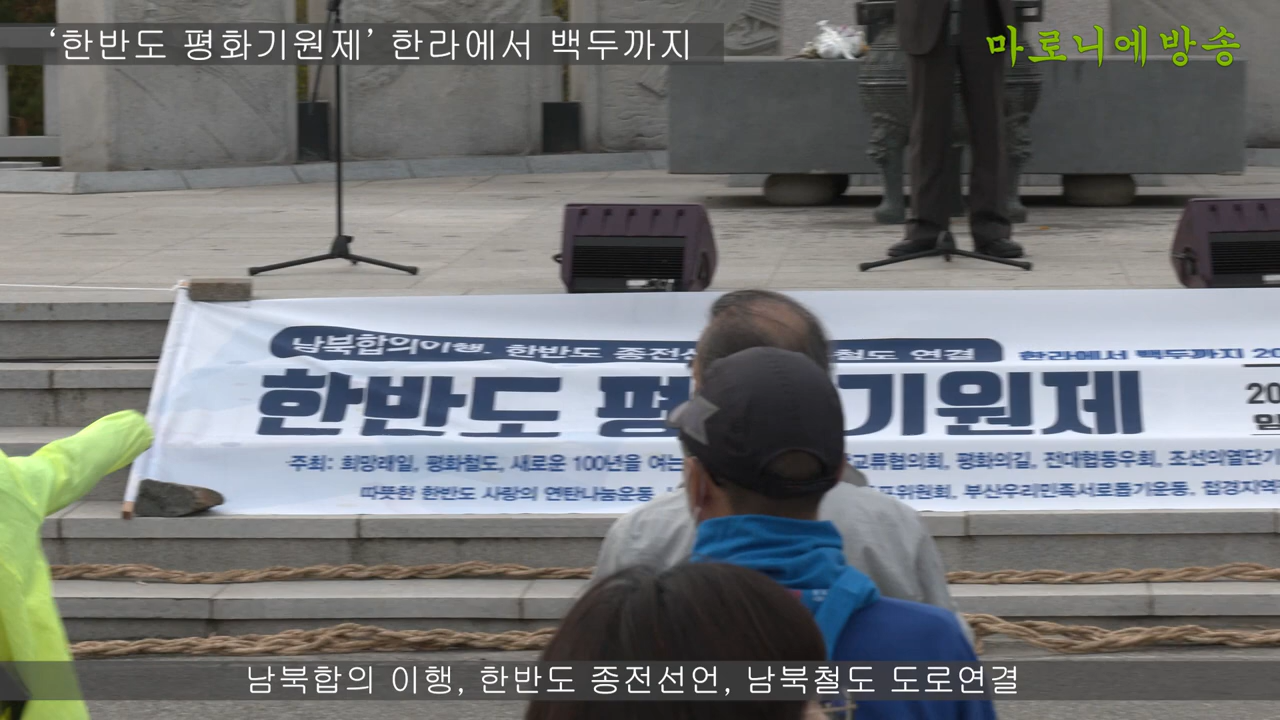 ‘한반도 평화기원제’ 한라에서 백두까지
마로니에방송
남북합의이행. 한반도 종전선 철도 연결
한라에서 백두까지 20
한반도 평 기원제
20
일
주최: 희망래일, 평화철도, 새로운 100년을 여는 교류협의회, 평화의길, 전대협동우회, 조선의열단기
따뜻한 한반도 사랑의 연탄나눔운동, 위원회, 부산우리민족서로돕기운동, 접경지역
남북합의 이행, 한반도 종전선언, 남북철도 도로연결